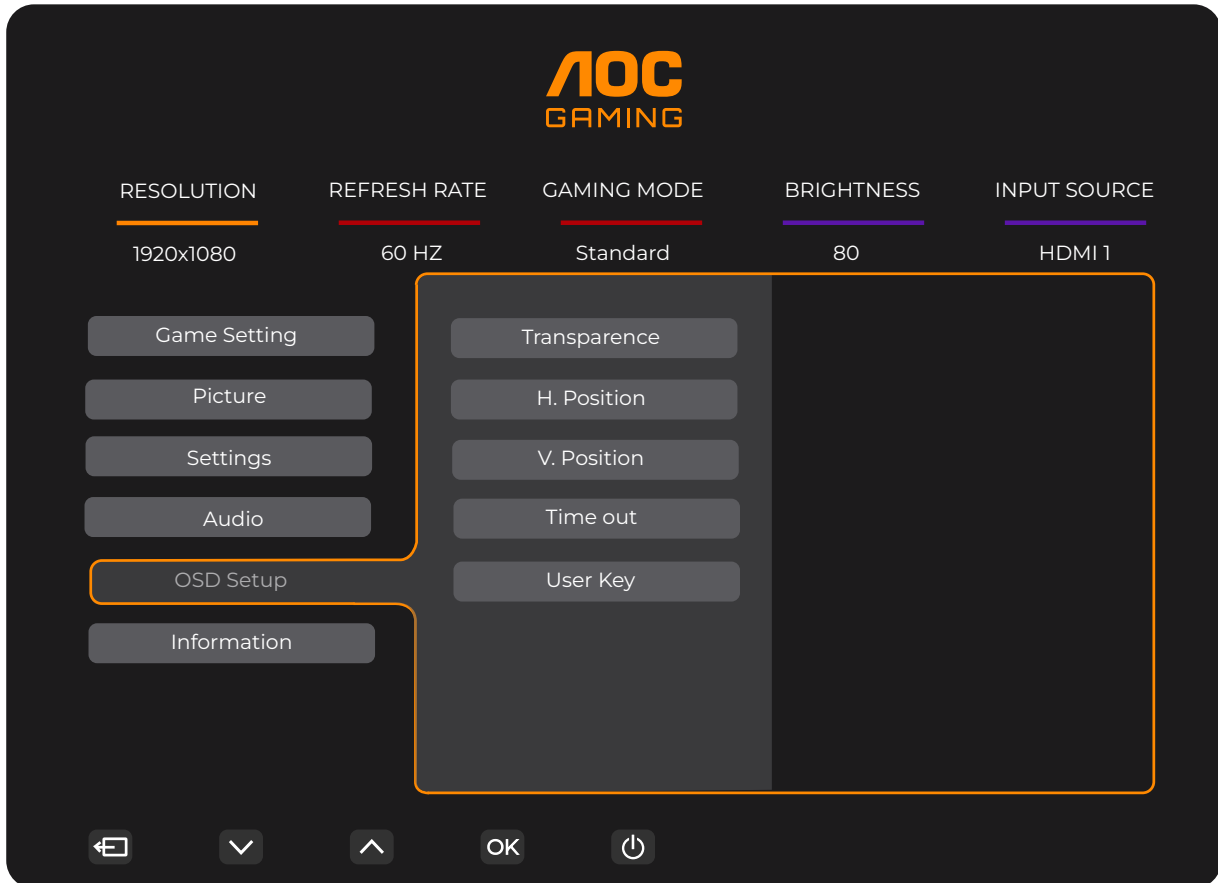 AOC
GAMING
RESOLUTION REFRESH RATE GAMING MODE BRIGHTNESS INPUT SOURCE
1920x1080 60 HZ Standard 80 HDMI 1
Game Setting
Picture
Settings
Audio
OSD Setup
Information
Transparence
H. Position
V. Position
Time out
User Key
OK